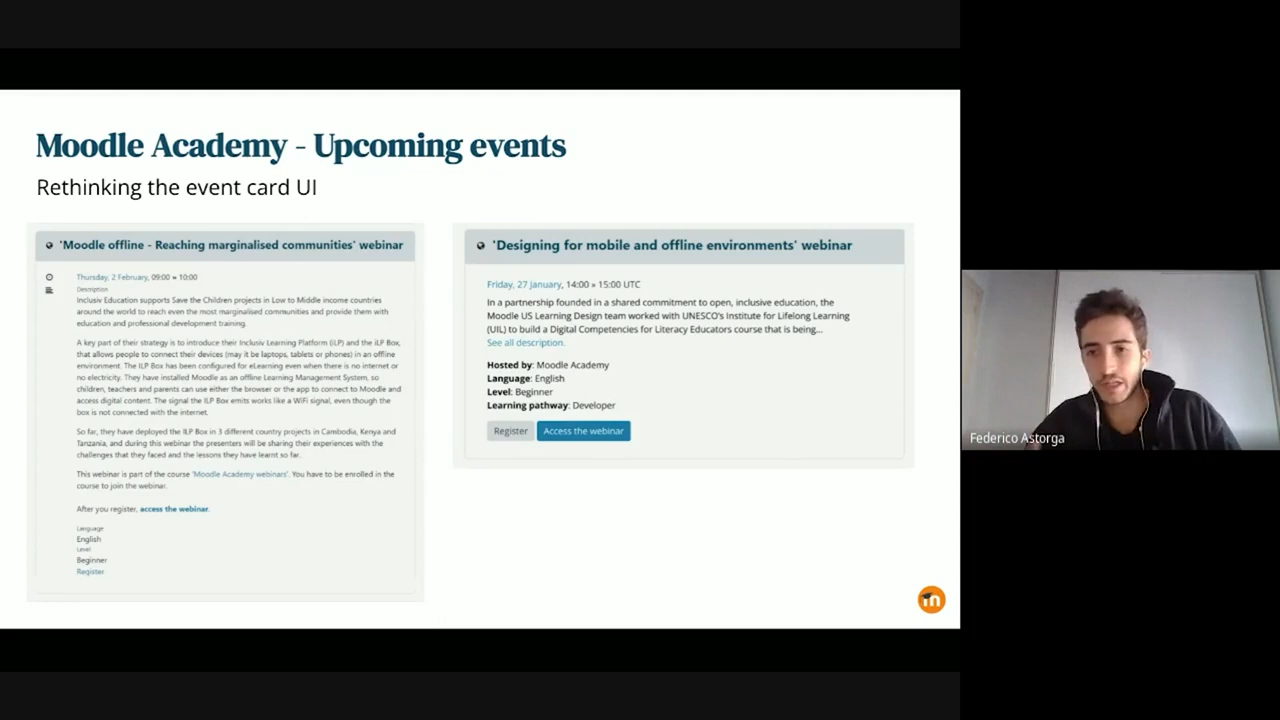 Moodle Academy - Upcoming events
Rethinking the event card UI
'Moodle offline - Reaching marginalised communities' webinar
Thursday, 2 February, 09:00 » 10:00
Description
Inclusiv Education supports Save the Children projects in Low to Middle income countries
around the world to reach even the most marginalised communities and provide them with
education and professional development training.
A key part of their strategy is to introduce their Inclusiv Learning Platform (iLP) and the iLP Box,
that allows people to connect their devices (may it be laptops, tablets or phones) in an offline
environment. The ILP Box has been configured for eLearning even when there is no internet or
no electricity. They have installed Moodle as an offline Learning Management System, so
children, teachers and parents can use either the browser or the app to connect to Moodle and
access digital content. The signal the ILP Box emits works like a WiFi signal, even though the
box is not connected with the internet.
So far, they have deployed the ILP Box in 3 different country projects in Cambodia, Kenya and
Tanzania, and during this webinar the presenters will be sharing their experiences with the
challenges that they faced and the lessons they have learnt so far.
This webinar is part of the course 'Moodle Academy webinars'. You have to be enrolled in the
course to join the webinar.
After you register, access the webinar.
Language
English
Level
Beginner
Register
'Designing for mobile and offline environments' webinar
Friday, 27 January, 14:00 » 15:00 UTC
In a partnership founded in a shared commitment to open, inclusive education, the
Moodle US Learning Design team worked with UNESCO's Institute for Lifelong Learning
(UIL) to build a Digital Competencies for Literacy Educators course that is being...
See all description.
Hosted by: Moodle Academy
Language: English
Level: Beginner
Learning pathway: Developer
Register Access the webinar
m
Federico Astorga